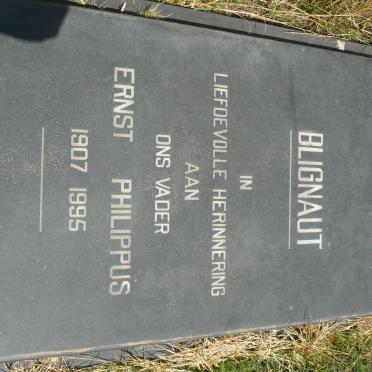 BLIGNAUT
IN
LIEFDEVOLLE HERINNERING
AAN
ONS VADER
ERNST PHILIPPUS
1907 1995